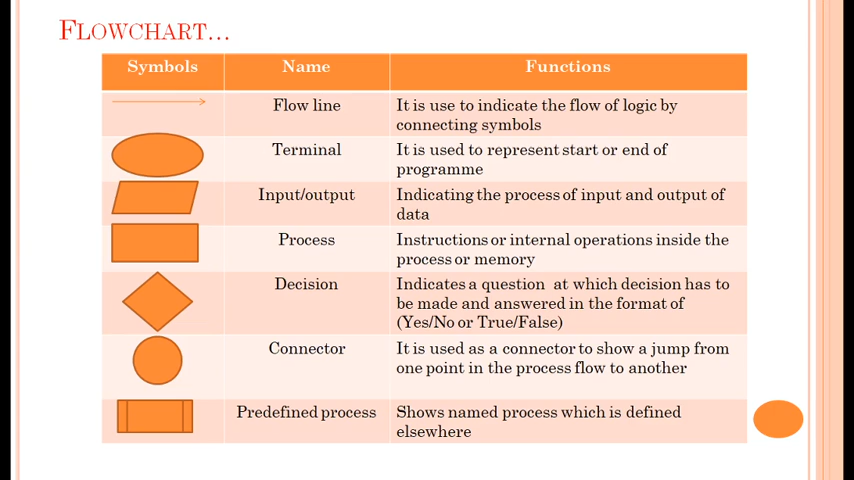 FLOWCHART...
Symbols Name Functions
Flow line It is use to indicate the flow of logic by
connecting symbols
Terminal It is used to represent start or end of
programme
Input/output Indicating the process of input and output of
data
Process Instructions or internal operations inside the
process or memory
Decision Indicates a question at which decision has to
be made and answered in the format of
(Yes/No or True/False)
Connector It is used as a connector to show a jump from
one point in the process flow to another
Predefined process Shows named process which is defined
elsewhere